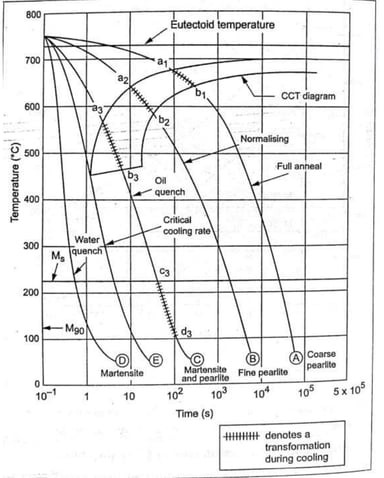 Eutectoid temperature
800
700
600
500
400
300
200
100
0
Temperature (°C)
a₁
a₂
a₃
b₁
b₂
b₃
c₃
d₃
CCT diagram
Normalising
Full anneal
Oil
quench
Critical
cooling rate
Water
quench
Mₛ
M₉₀
D
E
C
B
A
Martensite
Martensite
and pearlite
Fine pearlite
Coarse
pearlite
10⁻¹ 1 10 10² 10³ 10⁴ 10⁵ 5 x 10⁵
Time (s)
denotes a
transformation
during cooling